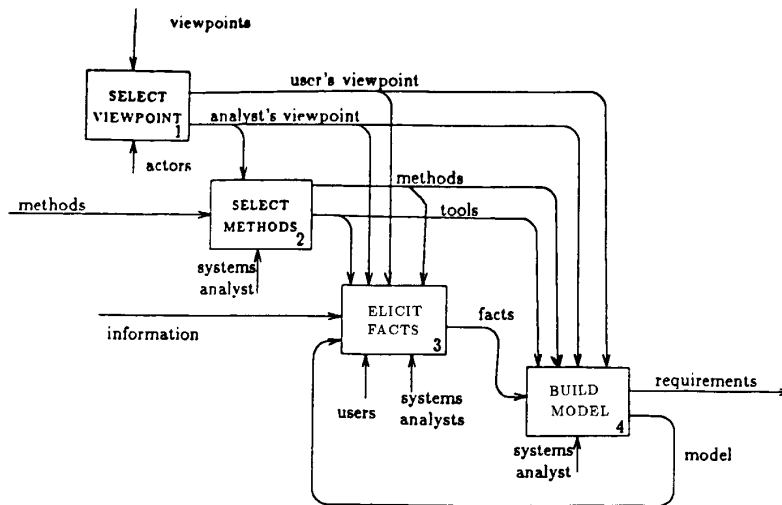 viewpoints
SELECT
VIEWPOINT
1
user's viewpoint
analyst's viewpoint
actors
methods
SELECT
METHODS
2
methods
tools
systems
analyst
information
ELICIT
FACTS
3
facts
users
systems
analysts
BUILD
MODEL
4
requirements
systems
analyst
model